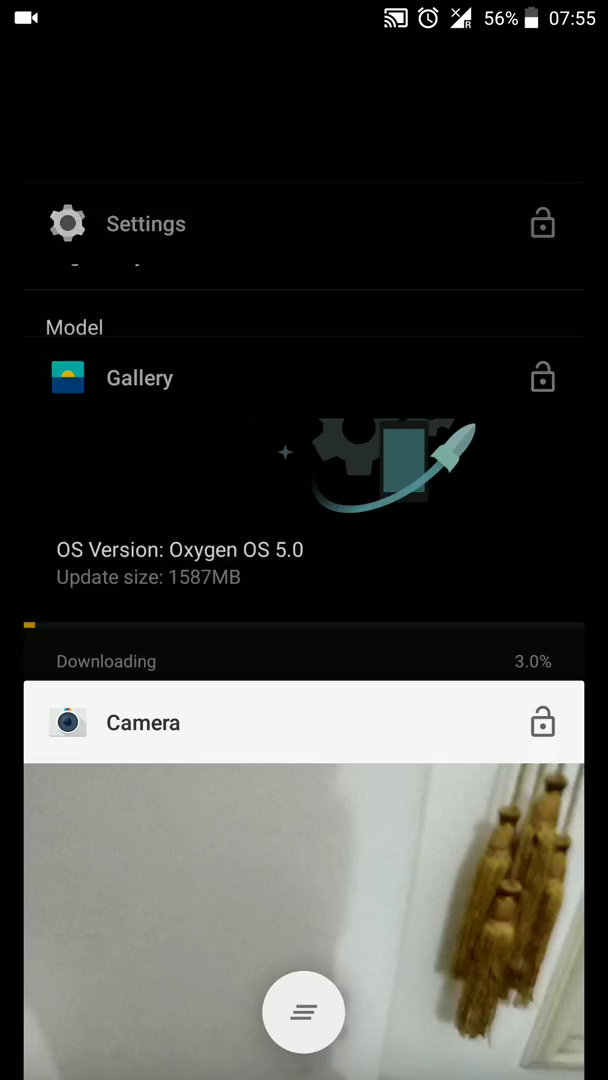 56% 07:55
R
Settings
Model
Gallery
OS Version: Oxygen OS 5.0
Update size: 1587MB
Downloading 3.0%
Camera